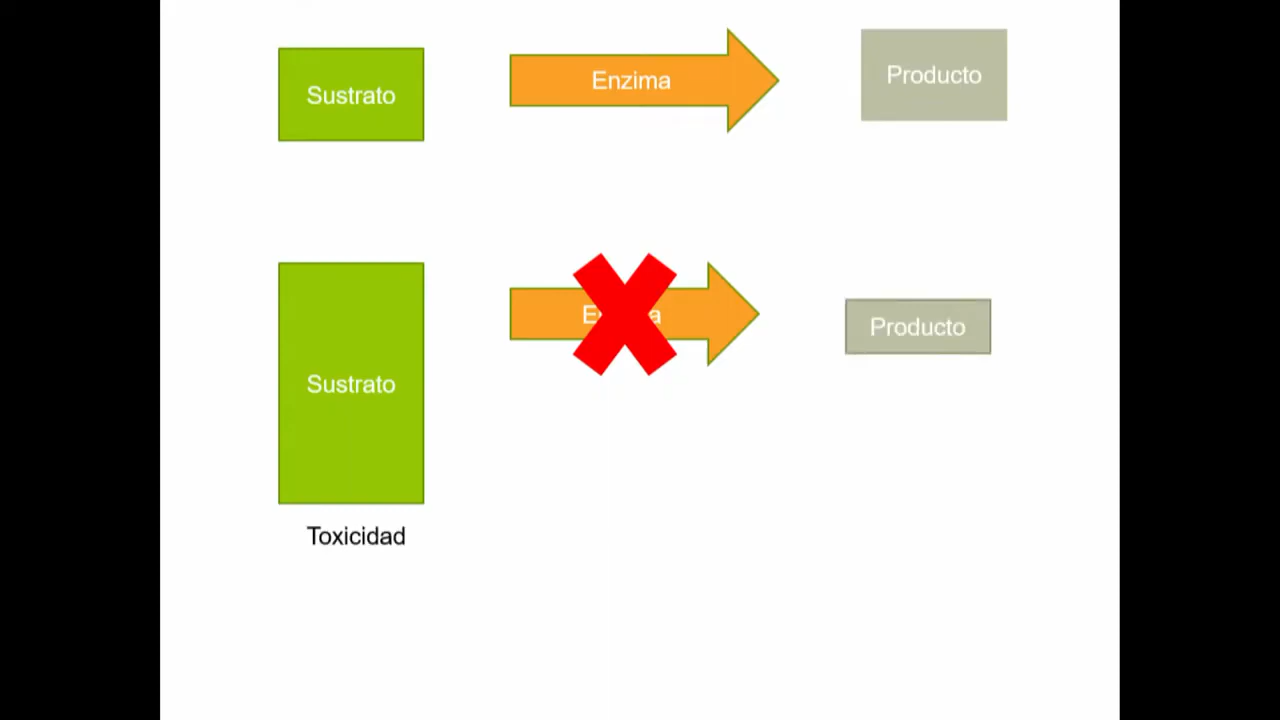 Sustrato
Enzima
Producto
Sustrato
Producto
Toxicidad